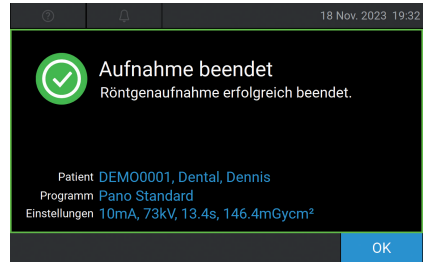 18 Nov. 2023 19:32
Aufnahme beendet
Röntgenaufnahme erfolgreich beendet.
Patient DEMO0001, Dental, Dennis
Programm Pano Standard
Einstellungen 10mA, 73kV, 13.4s, 146.4mGycm²
OK